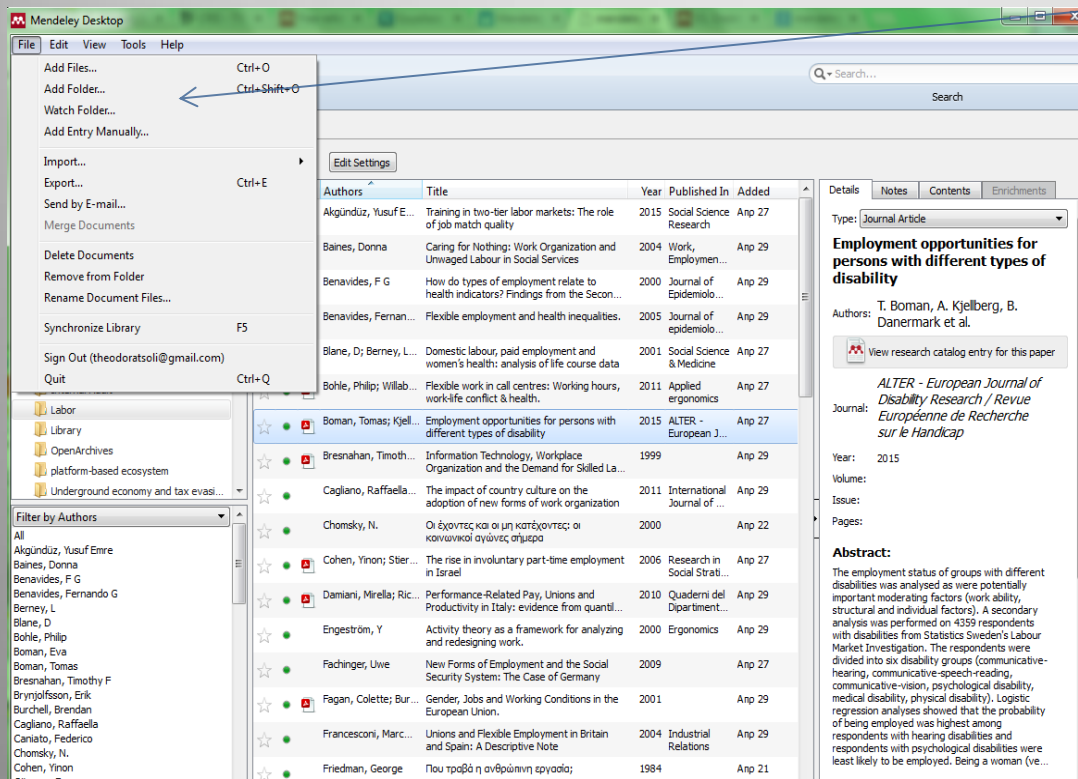 Mendeley Desktop
File Edit View Tools Help
Add Files... Ctrl+O
Add Folder... Ctrl+Shift+O
Watch Folder...
Add Entry Manually...
Import...
Export... Ctrl+E
Send by E-mail...
Merge Documents
Delete Documents
Remove from Folder
Rename Document Files...
Synchronize Library F5
Sign Out (theodoratsoli@gmail.com)
Quit Ctrl+Q
Labor
Library
OpenArchives
platform-based ecosystem
Underground economy and tax evasi...
Filter by Authors
All
Akgündüz, Yusuf Emre
Baines, Donna
Benavides, F G
Benavides, Fernando G
Berney, L
Blane, D
Bohle, Philip
Boman, Eva
Boman, Tomas
Bresnahan, Timothy F
Brynjolfsson, Erik
Burchell, Brendan
Cagliano, Raffaella
Caniato, Federico
Chomsky, N.
Cohen, Yinon
Search...
Search
Edit Settings
Authors Title Year Published In Added
Akgündüz, Yusuf E... Training in two-tier labor markets: The role 2015 Social Science Απρ 27
of job match quality Research
Baines, Donna Caring for Nothing: Work Organization and 2004 Work, Απρ 29
Unwaged Labour in Social Services Employmen...
Benavides, F G How do types of employment relate to 2000 Journal of Απρ 29
health indicators? Findings from the Secon... Epidemiolo...
Benavides, Fernan... Flexible employment and health inequalities. 2005 Journal of Απρ 29
epidemiolo...
Blane, D; Berney, L... Domestic labour, paid employment and 2001 Social Science Απρ 27
women's health: analysis of life course data & Medicine
Bohle, Philip; Willab... Flexible work in call centres: Working hours, 2011 Applied Απρ 27
work-life conflict & health. ergonomics
Boman, Tomas; Kjell... Employment opportunities for persons with 2015 ALTER - Απρ 27
different types of disability European J...
Bresnahan, Timoth... Information Technology, Workplace 1999 Απρ 29
Organization and the Demand for Skilled La...
Cagliano, Raffaella... The impact of country culture on the 2011 International Απρ 29
adoption of new forms of work organization Journal of ...
Chomsky, N. Οι έχοντες και οι μη κατέχοντες: οι 2000 Απρ 22
κοινωνικοί αγώνες σήμερα
Cohen, Yinon; Stier... The rise in involuntary part-time employment 2006 Research in Απρ 27
in Israel Social Strati...
Damiani, Mirella; Ric... Performance-Related Pay, Unions and 2010 Quaderni del Απρ 29
Productivity in Italy: evidence from quantil... Dipartiment...
Engeström, Y Activity theory as a framework for analyzing 2000 Ergonomics Απρ 29
and redesigning work.
Fachinger, Uwe New Forms of Employment and the Social 2009 Απρ 27
Security System: The Case of Germany
Fagan, Colette; Bur... Gender, Jobs and Working Conditions in the 2001 Απρ 29
European Union.
Francesconi, Marc... Unions and Flexible Employment in Britain 2004 Industrial Απρ 29
and Spain: A Descriptive Note Relations
Friedman, George Που τραβά η ανθρώπινη εργασία; 1984 Απρ 21
Details Notes Contents Enrichments
Type: Journal Article
Employment opportunities for
persons with different types of
disability
Authors: T. Boman, A. Kjellberg, B.
Danermark et al.
View research catalog entry for this paper
Journal: ALTER - European Journal of
Disability Research / Revue
Européenne de Recherche
sur le Handicap
Year: 2015
Volume:
Issue:
Pages:
Abstract:
The employment status of groups with different
disabilities was analysed as were potentially
important moderating factors (work ability,
structural and individual factors). A secondary
analysis was performed on 4359 respondents
with disabilities from Statistics Sweden's Labour
Market Investigation. The respondents were
divided into six disability groups (communicative-
hearing, communicative-speech-reading,
communicative-vision, psychological disability,
medical disability, physical disability). Logistic
regression analyses showed that the probability
of being employed was highest among
respondents with hearing disabilities and
respondents with psychological disabilities were
least likely to be employed. Being a woman (ve...